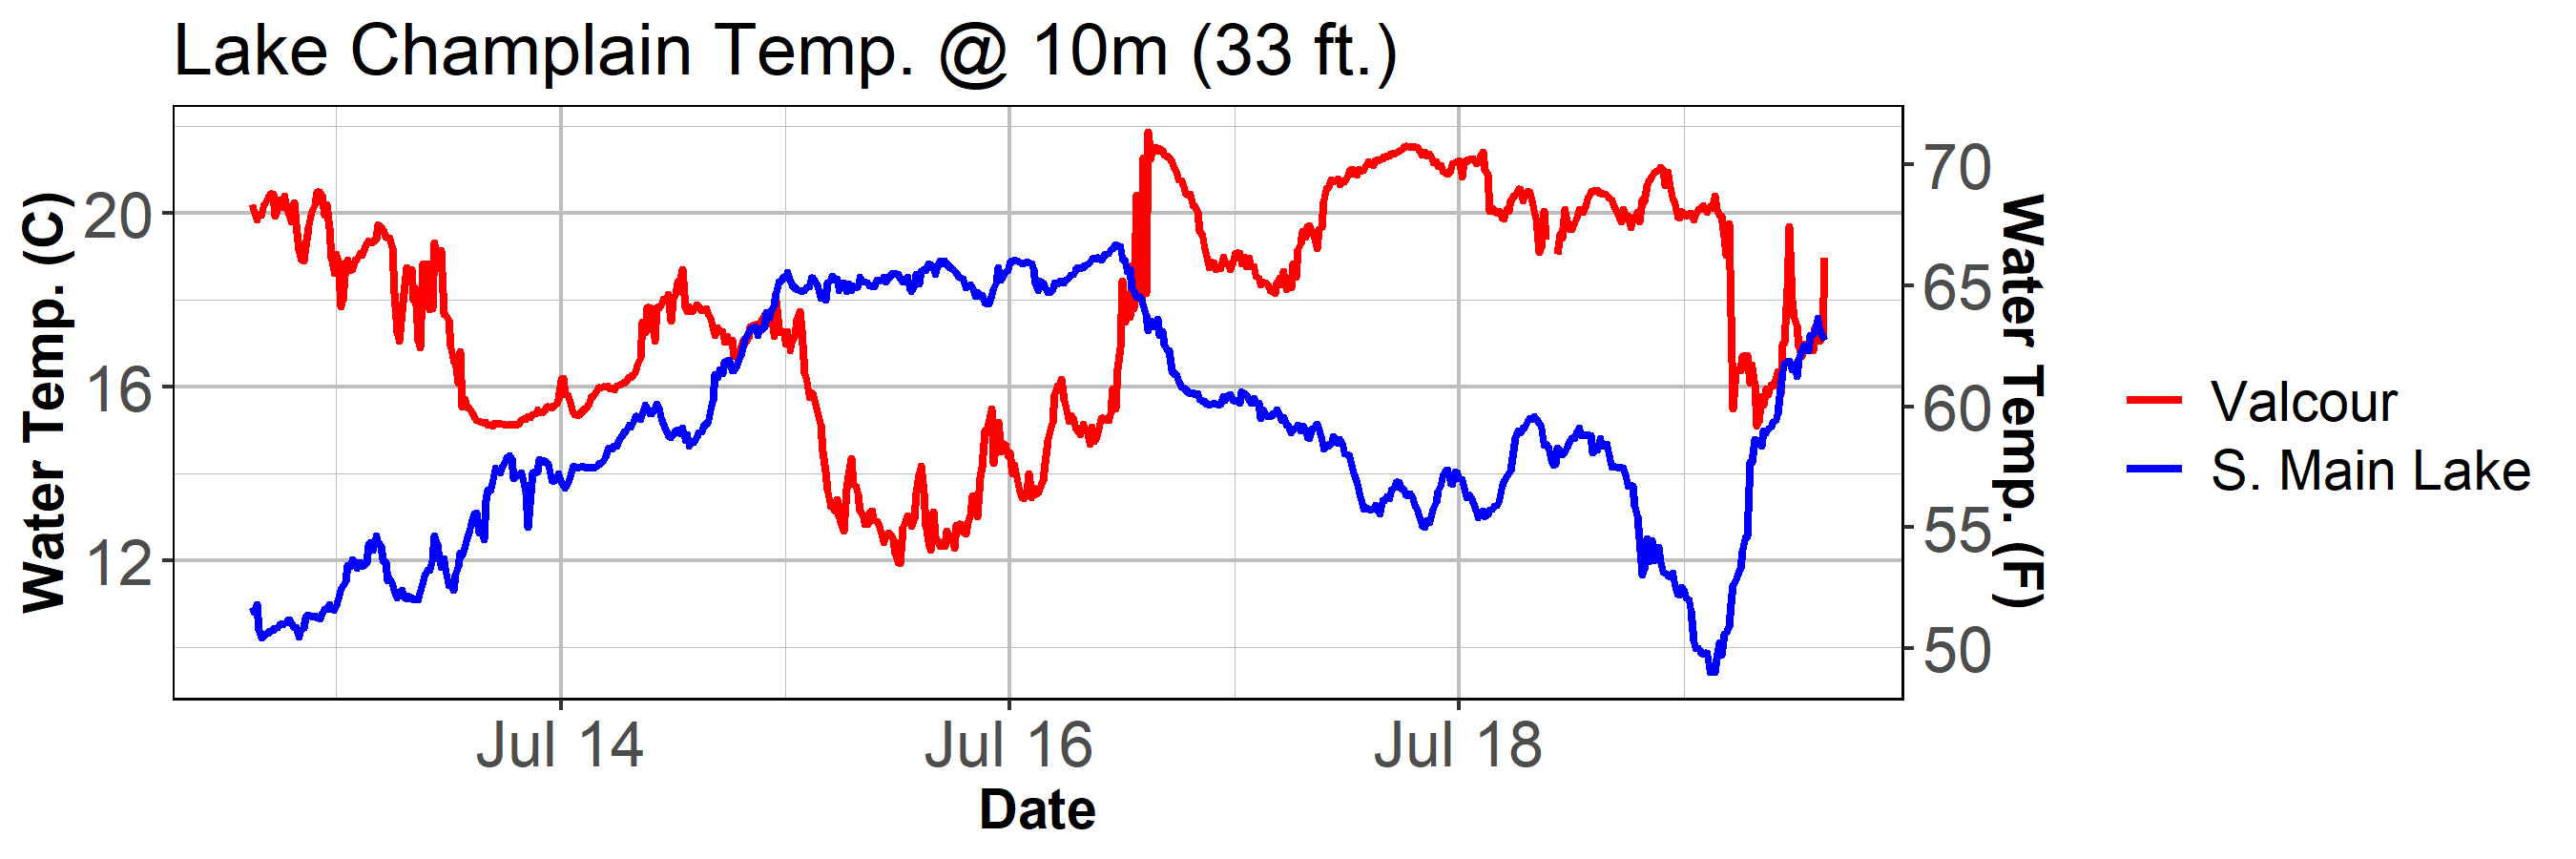 Lake Champlain Temp. @ 10m (33 ft.)
Water Temp. (C)
20
16
12
70
65
60
55
50
Water Temp. (F)
Jul 14
Jul 16
Jul 18
Date
Valcour
S. Main Lake